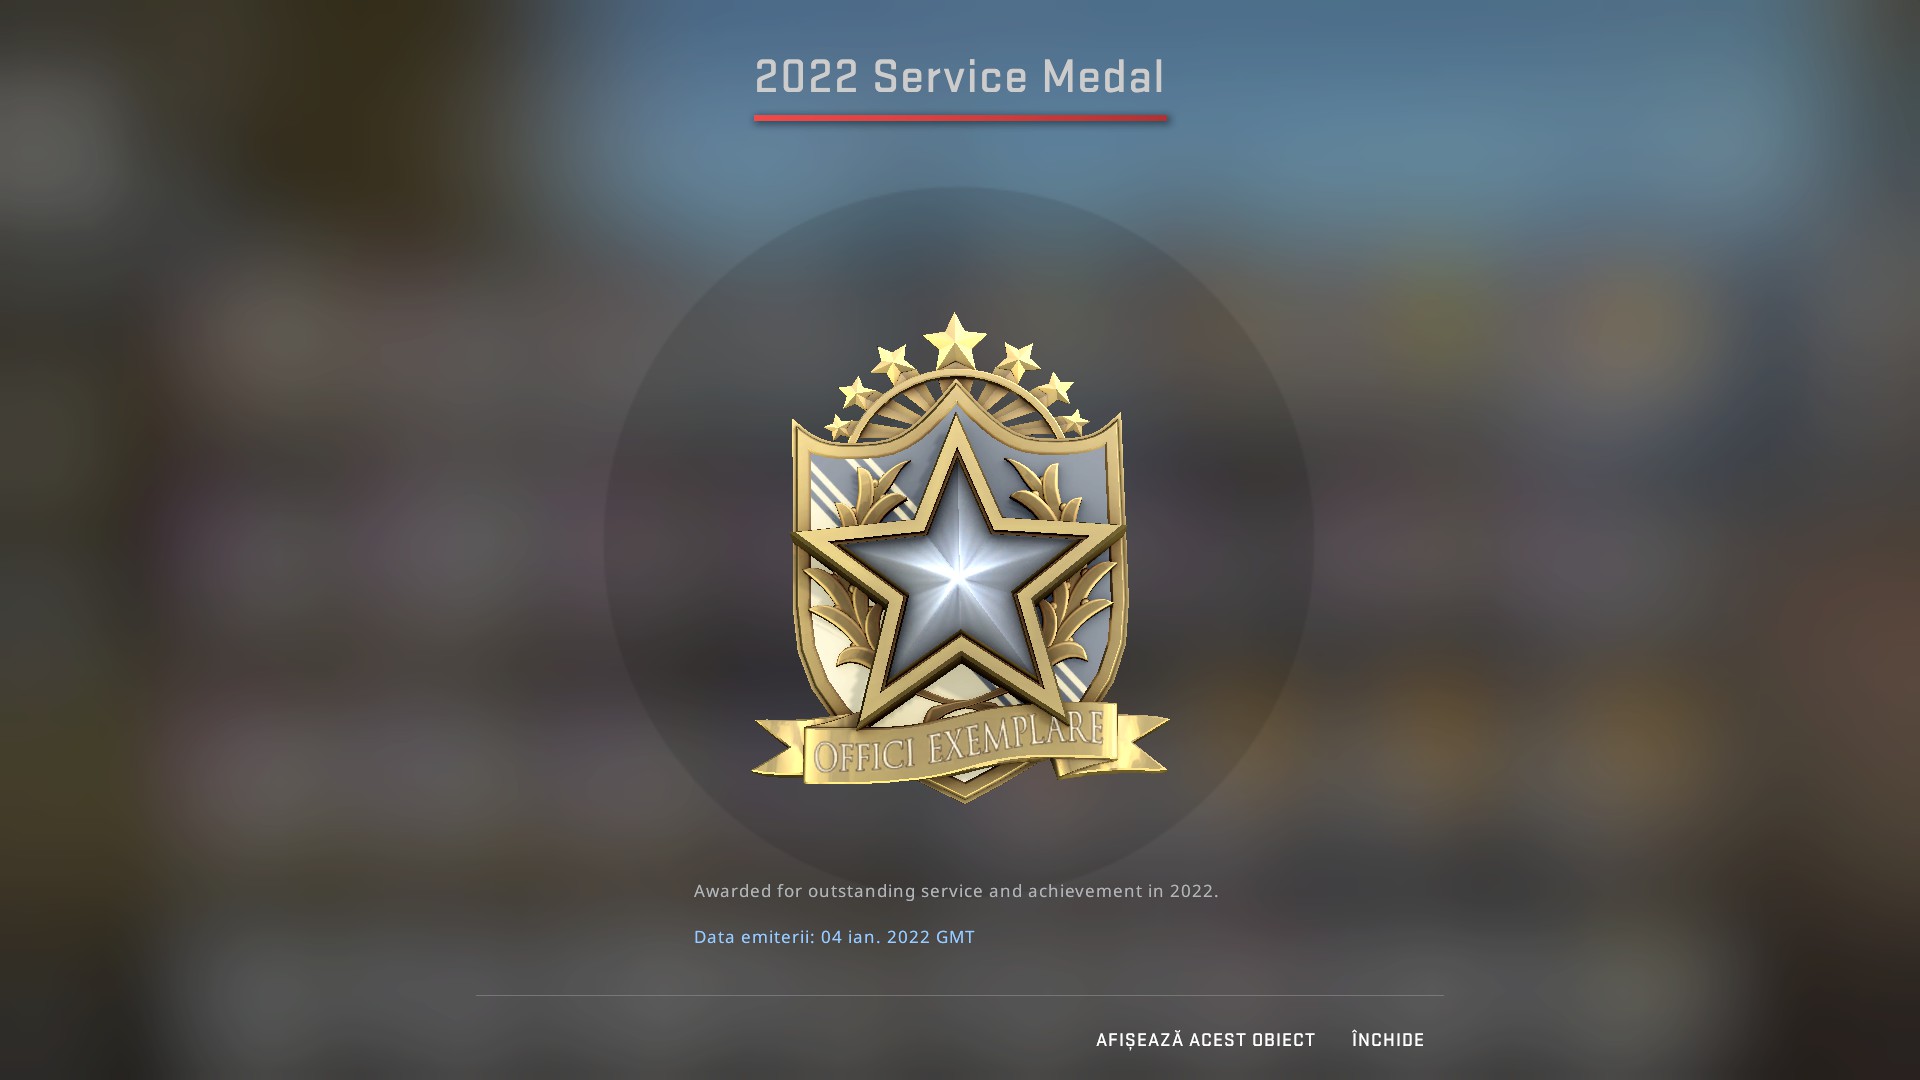 2022 Service Medal
OFFICI EXEMPLARE
Awarded for outstanding service and achievement in 2022.
Data emiterii: 04 ian. 2022 GMT
AFIȘEAZĂ ACEST OBIECT ÎNCHIDE